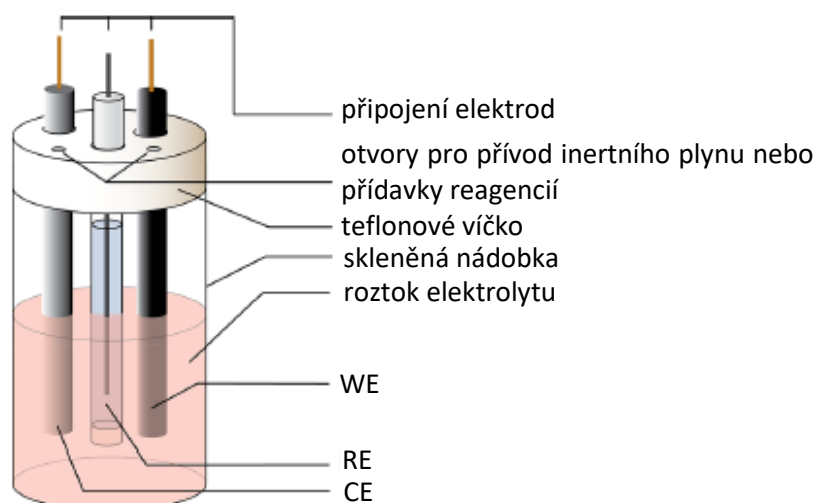 připojení elektrod
otvory pro přívod inertního plynu nebo
přídavky reagencií
teflonové víčko
skleněná nádobka
roztok elektrolytu
WE
RE
CE